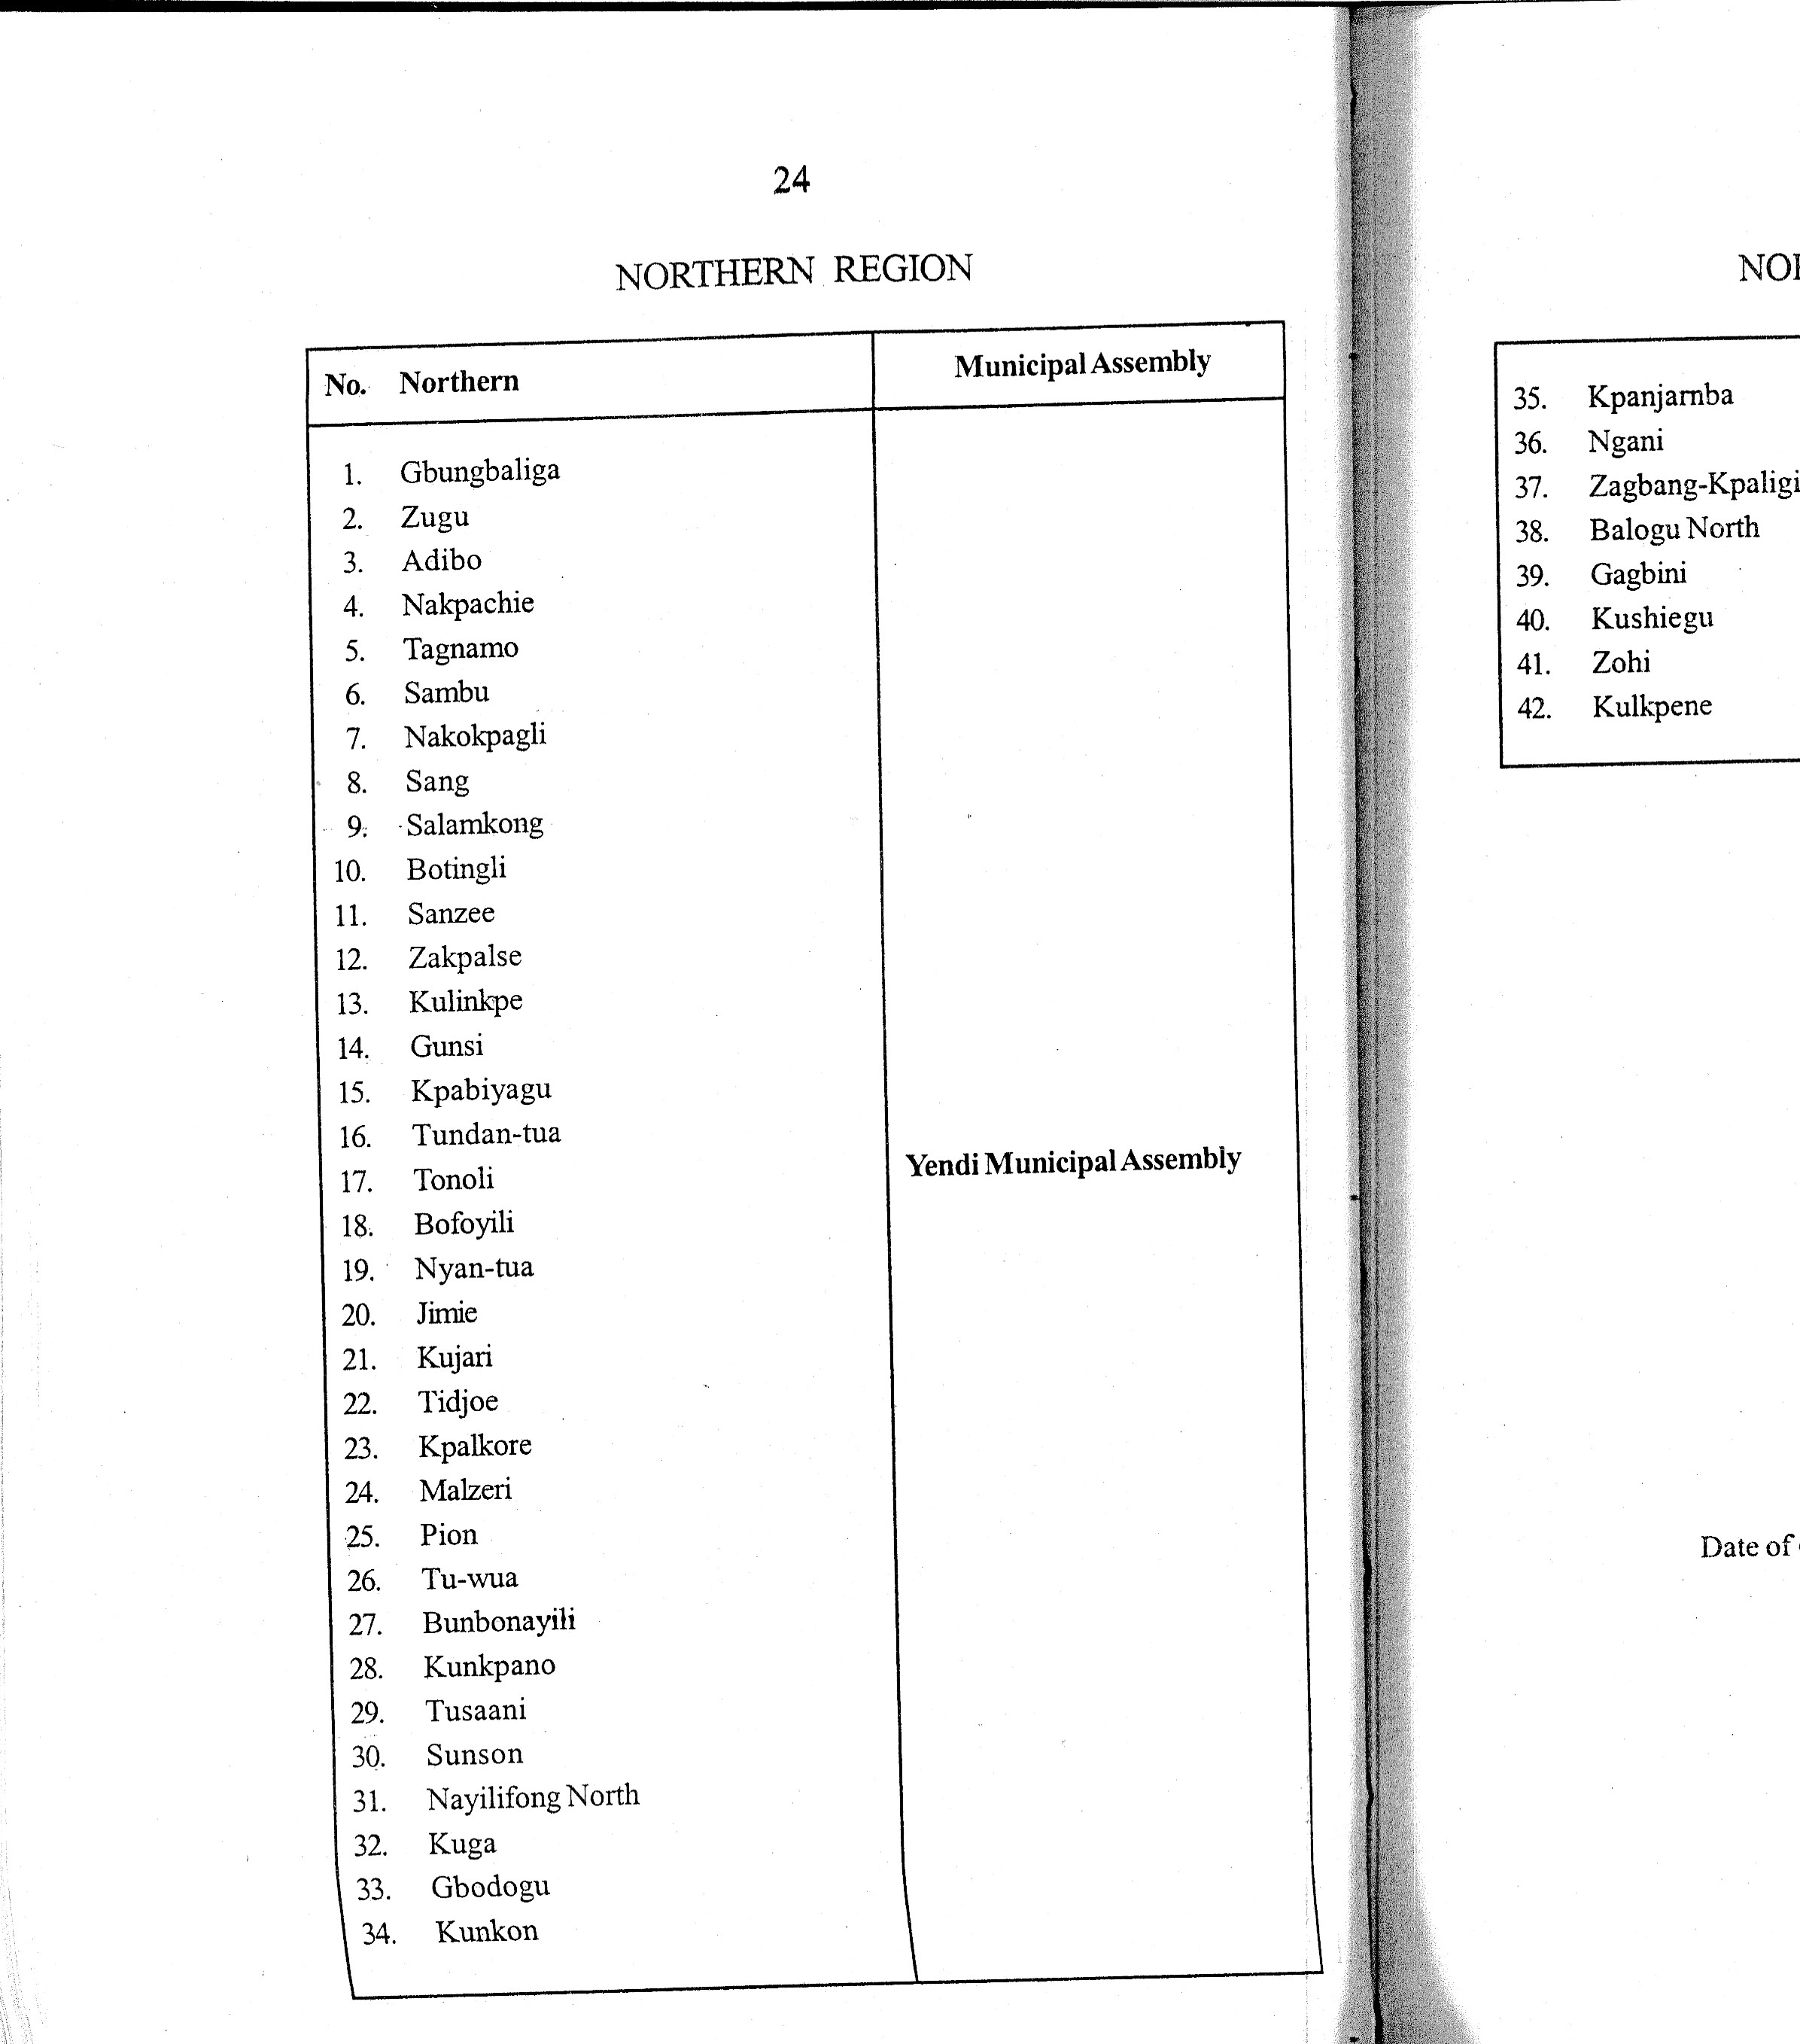 24
NORTHERN REGION
No. Northern Municipal Assembly
1. Gbungbaliga
2. Zugu
3. Adibo
4. Nakpachie
5. Tagnamo
6. Sambu
7. Nakokpagli
8. Sang
9. Salamkong
10. Botingli
11. Sanzee
12. Zakpalse
13. Kulinkpe
14. Gunsi
15. Kpabiyagu
16. Tundan-tua
Yendi Municipal Assembly
17. Tonoli
18. Bofoyili
19. Nyan-tua
20. Jimie
21. Kujari
22. Tidjoe
23. Kpalkore
24. Malzeri
25. Pion
26. Tu-wua
27. Bunbonayili
28. Kunkpano
29. Tusaani
30. Sunson
31. Nayilifong North
32. Kuga
33. Gbodogu
34. Kunkon
35. Kpanjamba
36. Ngani
37. Zagbang-Kpaligi
38. Balogu North
39. Gagbini
40. Kushiegu
41. Zohi
42. Kulkpene
Date of